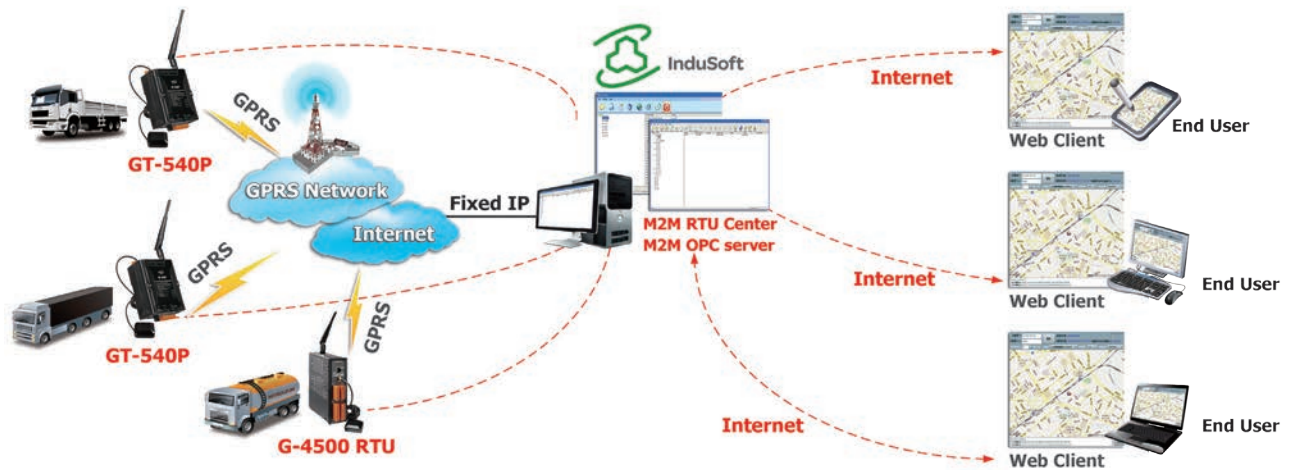 InduSoft
GPRS
GT-540P
GPRS Network
Internet
Fixed IP
M2M RTU Center
M2M OPC server
GPRS
GT-540P
GPRS
G-4500 RTU
Internet
Web Client
End User
Internet
Web Client
End User
Internet
Web Client
End User